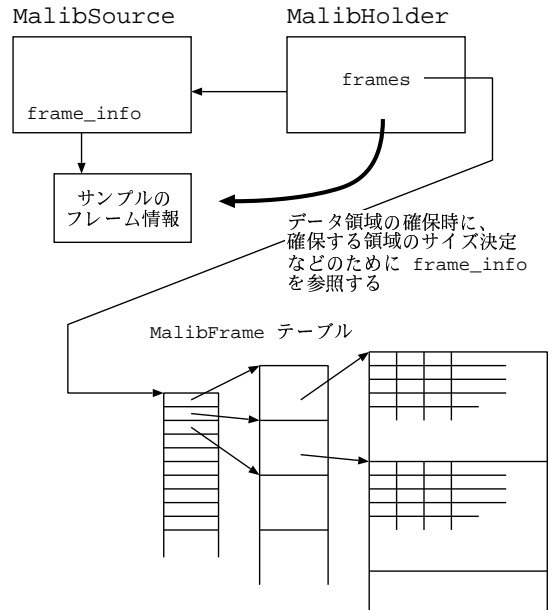 MalibSource
MalibHolder
frames
frame_info
サンプルの
フレーム情報
データ領域の確保時に、
確保する領域のサイズ決定
などのために frame_info
を参照する
MalibFrame テーブル